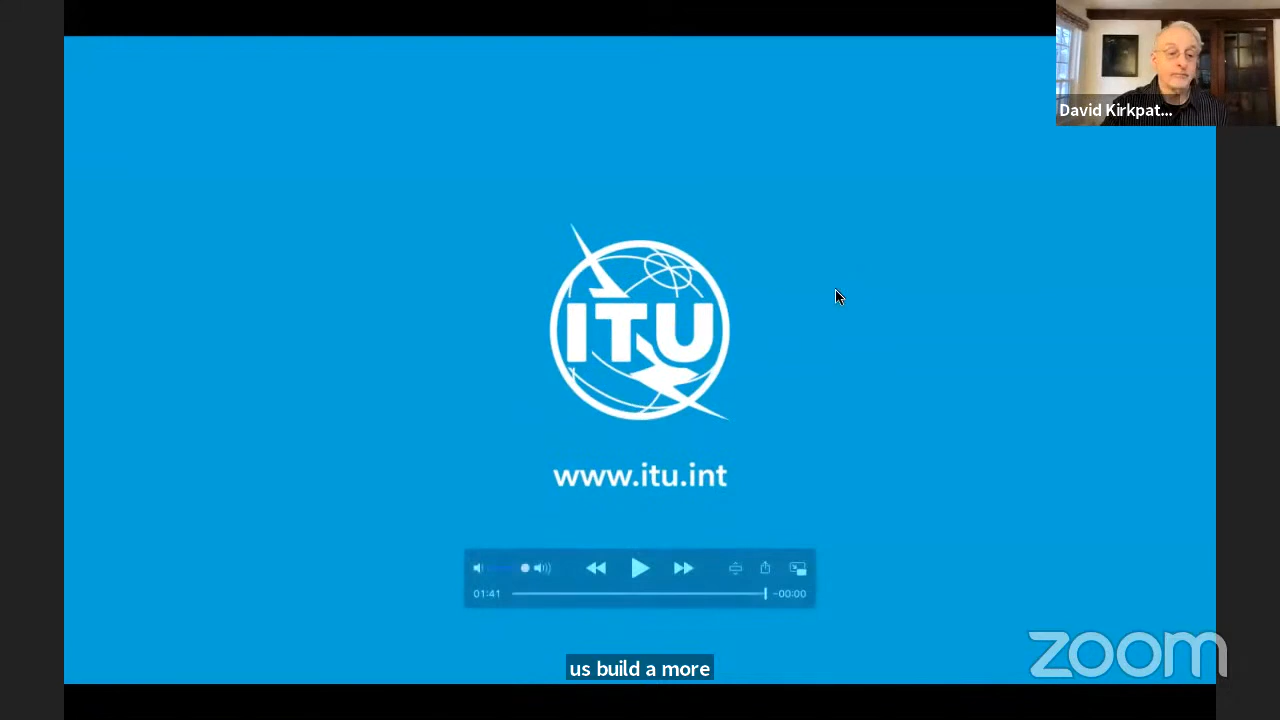 David Kirkpat...
ITU
www.itu.int
01:41
-00:00
us build a more
zoom